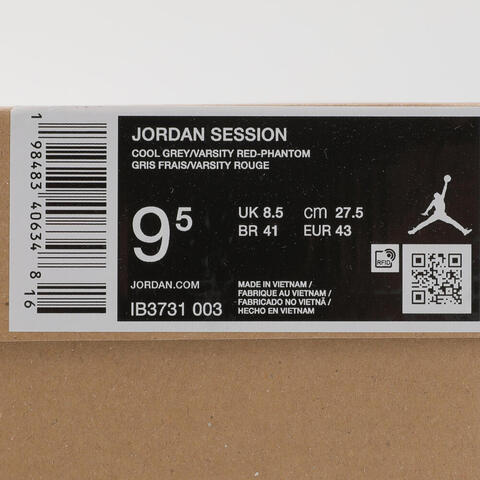 1 98483 40634 8 16
JORDAN SESSION
COOL GREY/VARSITY RED-PHANTOM
GRIS FRAIS/VARSITY ROUGE
9⁵
UK 8.5 cm 27.5
BR 41 EUR 43
RFID
JORDAN.COM
IB3731 003
MADE IN VIETNAM /
FABRIQUE AU VIETNAM /
FABRICADO NO VIETNÃ /
HECHO EN VIETNAM